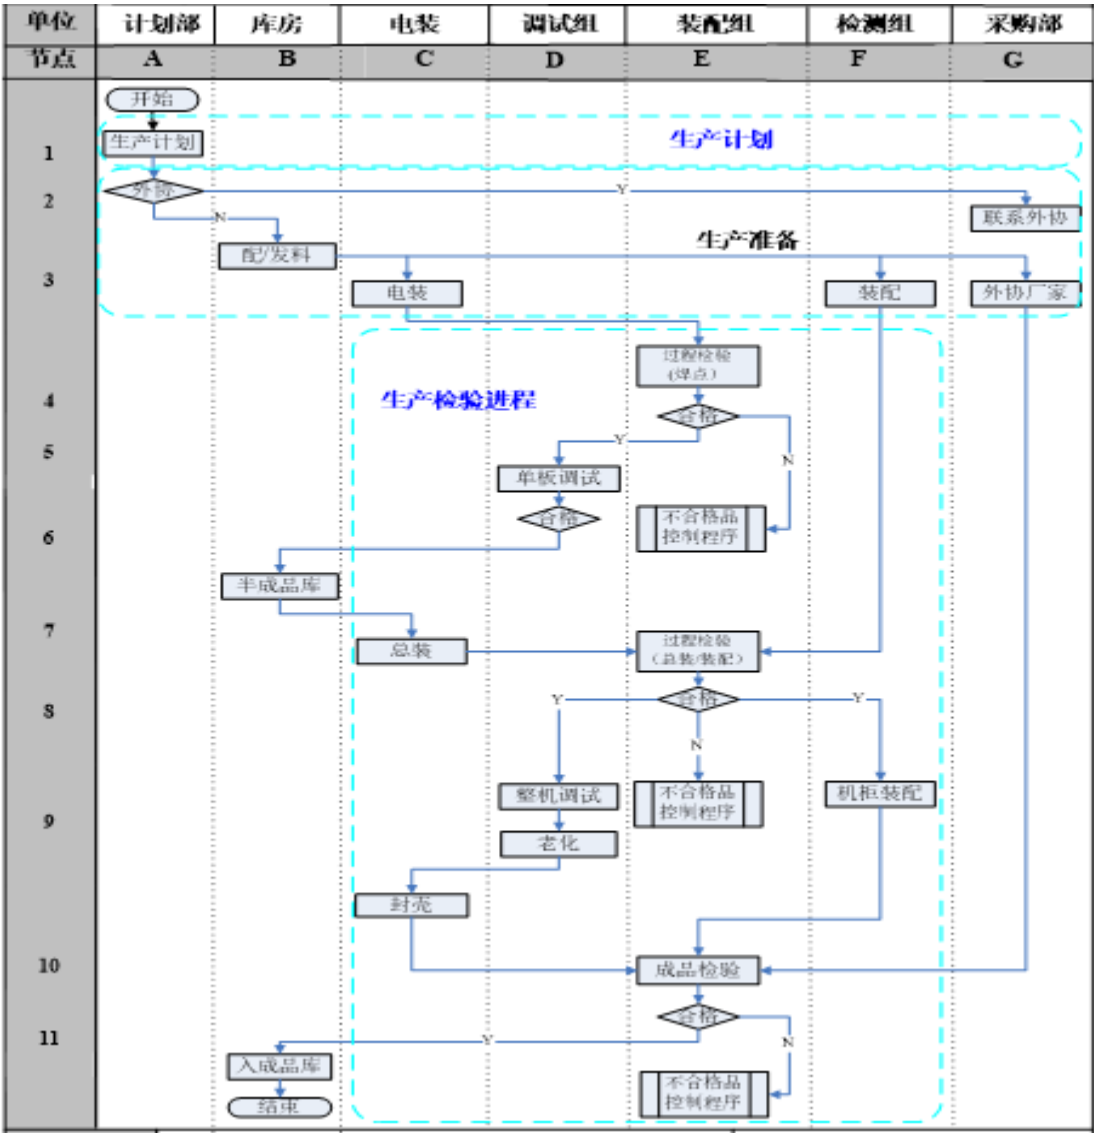 单位 计划部 库房 电装 调试组 装配组 检测组 采购部
节点 A B C D E F G
开始
1 生产计划 生产计划
2 外协 Y
N 联系外协
配/发料 生产准备
3 电装 装配 外协厂家
过程检验
(焊点)
4 生产检验进程
合格
5 Y N
单板调试
6 合格 不合格品
控制程序
半成品库
7 总装 过程检验
(总装/装配)
8 Y 合格 Y
N
9 整机调试 不合格品 机柜装配
控制程序
老化
封壳
10 成品检验
合格
11 Y N
入成品库
不合格品
结束 控制程序